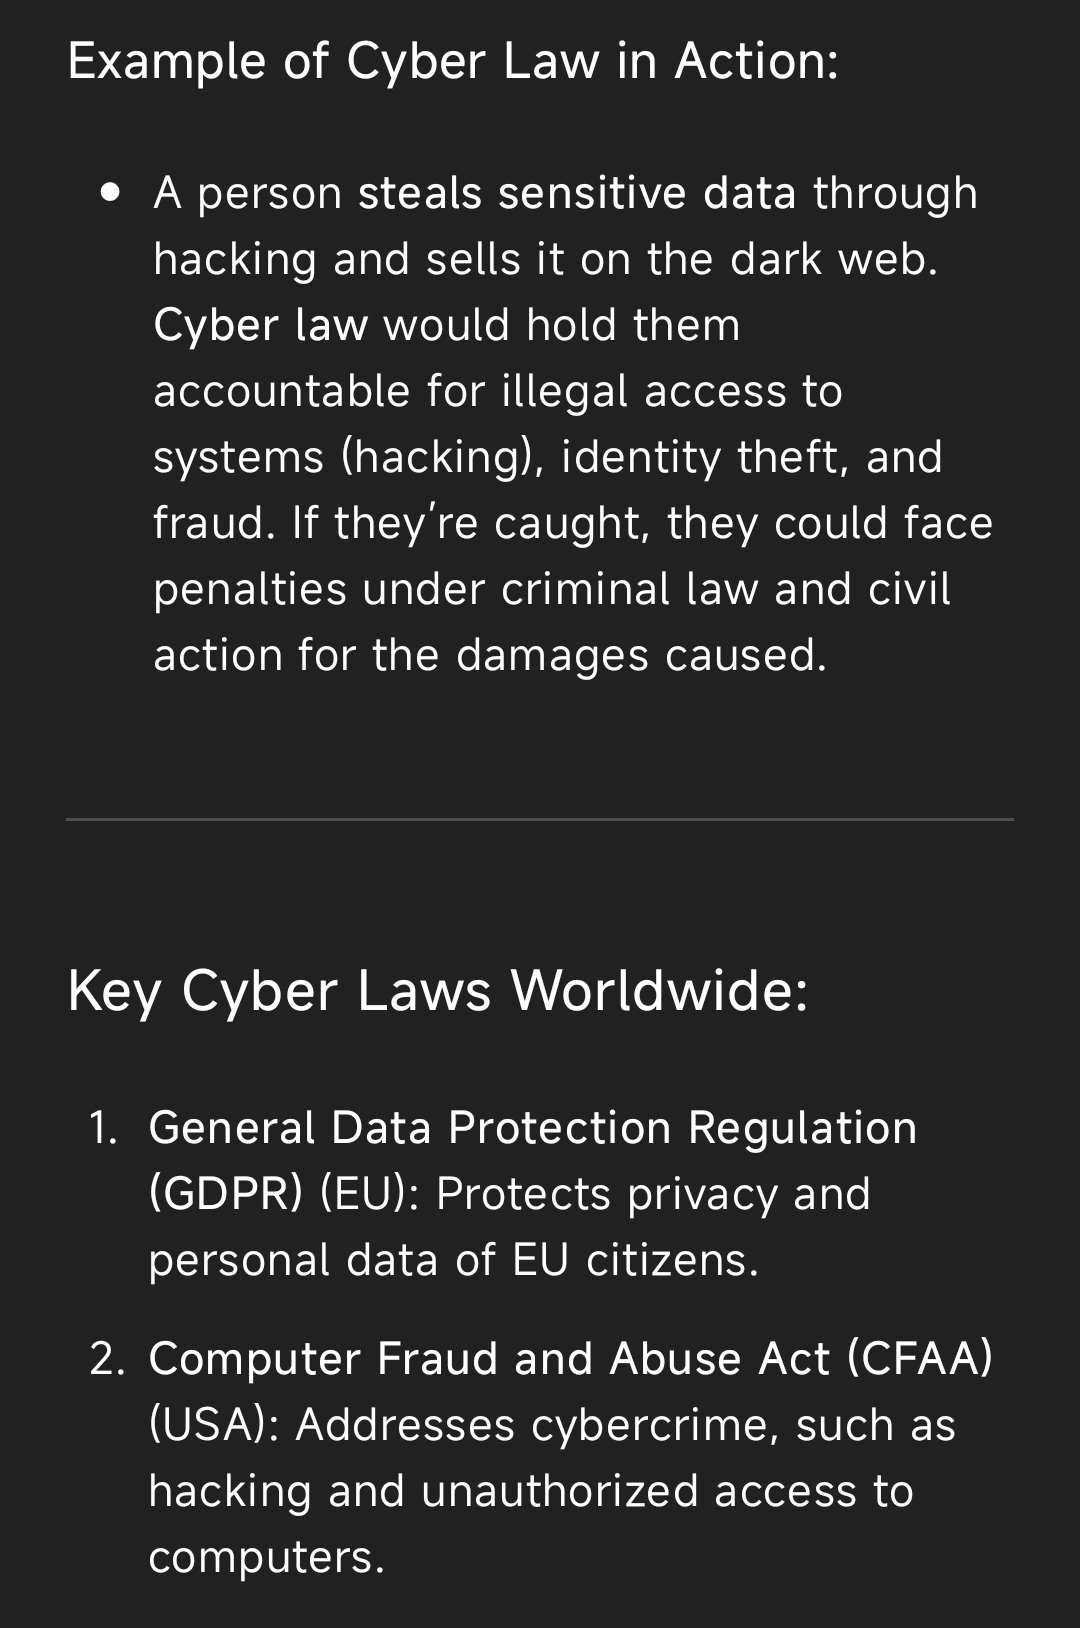 Example of Cyber Law in Action:
• A person steals sensitive data through
hacking and sells it on the dark web.
Cyber law would hold them
accountable for illegal access to
systems (hacking), identity theft, and
fraud. If they're caught, they could face
penalties under criminal law and civil
action for the damages caused.
Key Cyber Laws Worldwide:
1. General Data Protection Regulation
(GDPR) (EU): Protects privacy and
personal data of EU citizens.
2. Computer Fraud and Abuse Act (CFAA)
(USA): Addresses cybercrime, such as
hacking and unauthorized access to
computers.